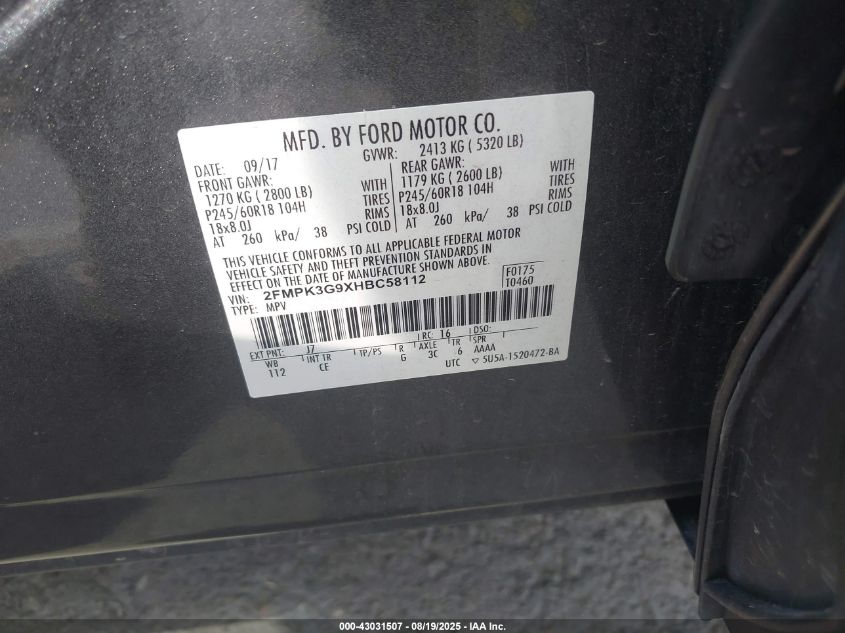 MFD. BY FORD MOTOR CO.
DATE: 09/17 GVWR: 2413 KG ( 5320 LB)
FRONT GAWR: WITH REAR GAWR: WITH
1270 KG ( 2800 LB) TIRES 1179 KG ( 2600 LB) TIRES
P245/60R18 104H RIMS P245/60R18 104H RIMS
18x8.0J 18x8.0J
AT 260 kPa/ 38 PSI COLD AT 260 kPa/ 38 PSI COLD
THIS VEHICLE CONFORMS TO ALL APPLICABLE FEDERAL MOTOR
VEHICLE SAFETY AND THEFT PREVENTION STANDARDS IN
EFFECT ON DATE OF MANUFACTURE SHOWN ABOVE.
VIN: 2FMPK3G9XHBC58112 F0175
TYPE: MPV T0460
EXT PNT: J7 RC: 16 DSO:
WB INT TR TP/PS R AXLE TR SPR
112 CE G 3C 6 AAAA
UTC ▽ 5U5A-1520472-BA
000-43031507 - 08/19/2025 - IAA Inc.